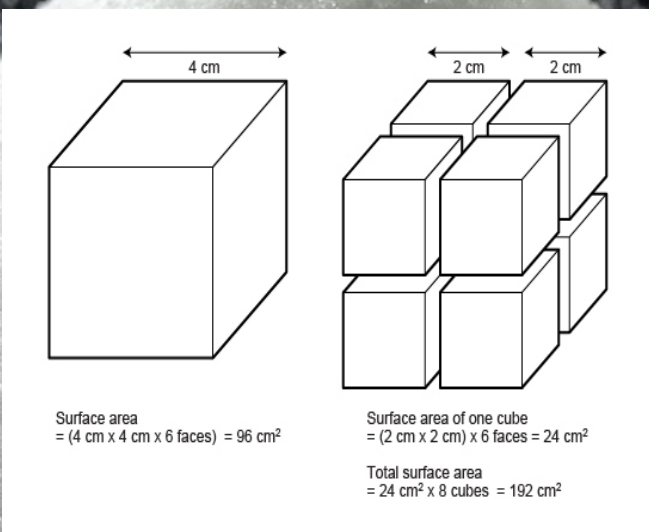 4 cm
2 cm
2 cm
Surface area
= (4 cm x 4 cm x 6 faces) = 96 cm²
Surface area of one cube
= (2 cm x 2 cm) x 6 faces = 24 cm²
Total surface area
= 24 cm² x 8 cubes = 192 cm²